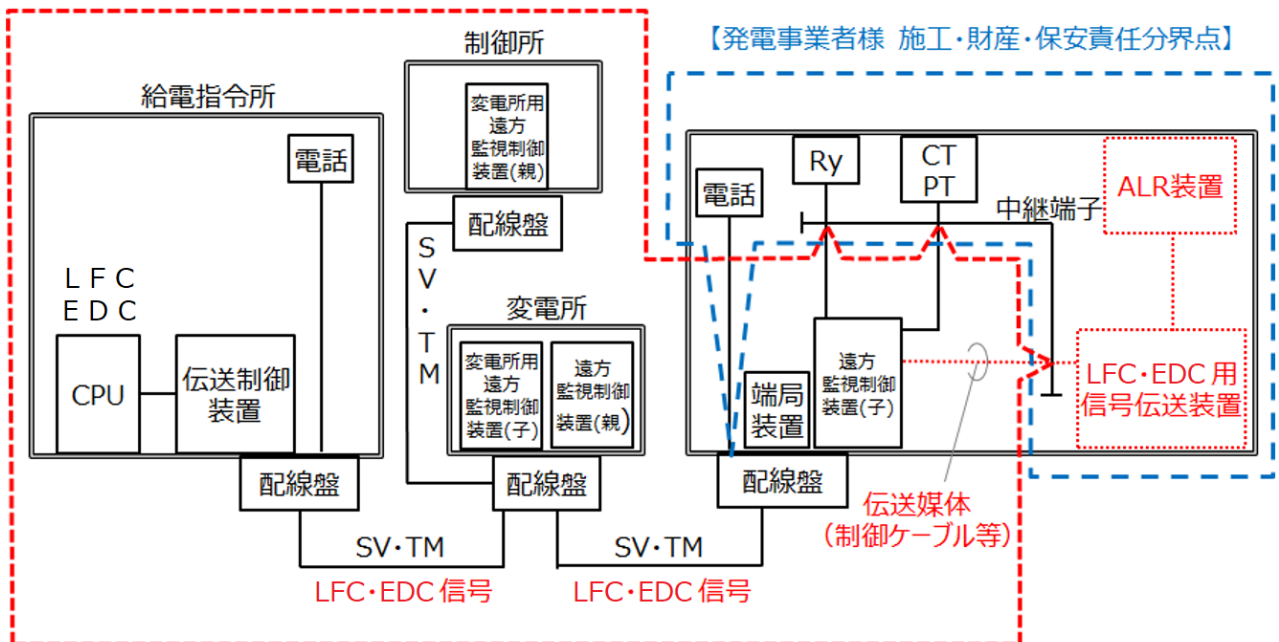 【発電事業者様 施工・財産・保安責任分界点】
制御所
変電所用
遠方
監視制御
装置(親)
配線盤
給電指令所
電話
LFC
EDC
CPU
伝送制御
装置
配線盤
SV・TM
変電所
変電所用
遠方
監視制御
装置(子)
遠方
監視制御
装置(親)
配線盤
SV・TM
LFC・EDC 信号
SV・TM
LFC・EDC 信号
電話
Ry
CT
PT
中継端子
ALR装置
端局
装置
遠方
監視制御
装置(子)
LFC・EDC 用
信号伝送装置
配線盤
伝送媒体
(制御ケーブル等)